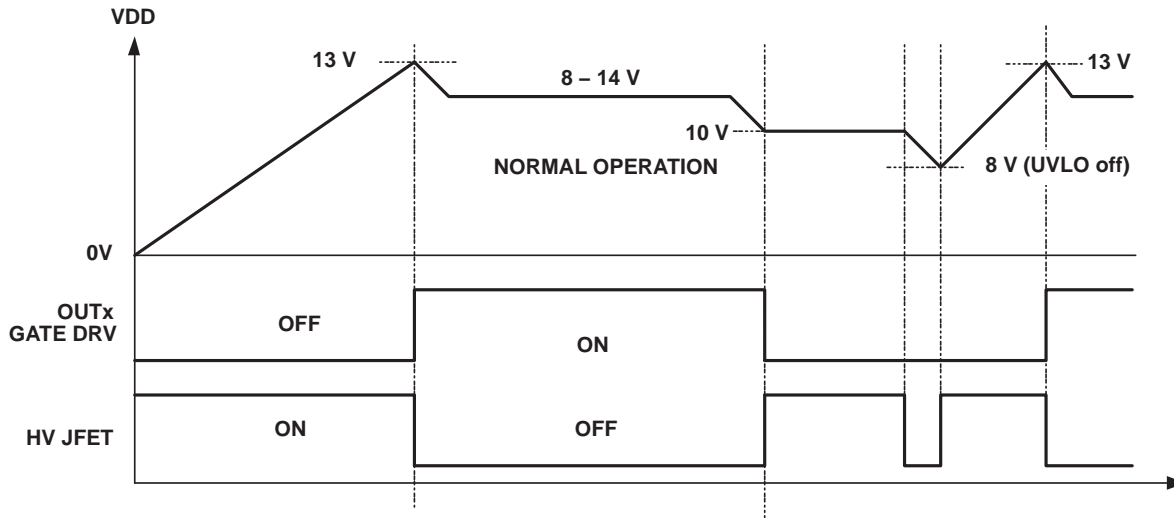 VDD
13 V
8 – 14 V
13 V
10 V
NORMAL OPERATION
8 V (UVLO off)
0V
OUTx
GATE DRV
OFF
ON
HV JFET
ON
OFF